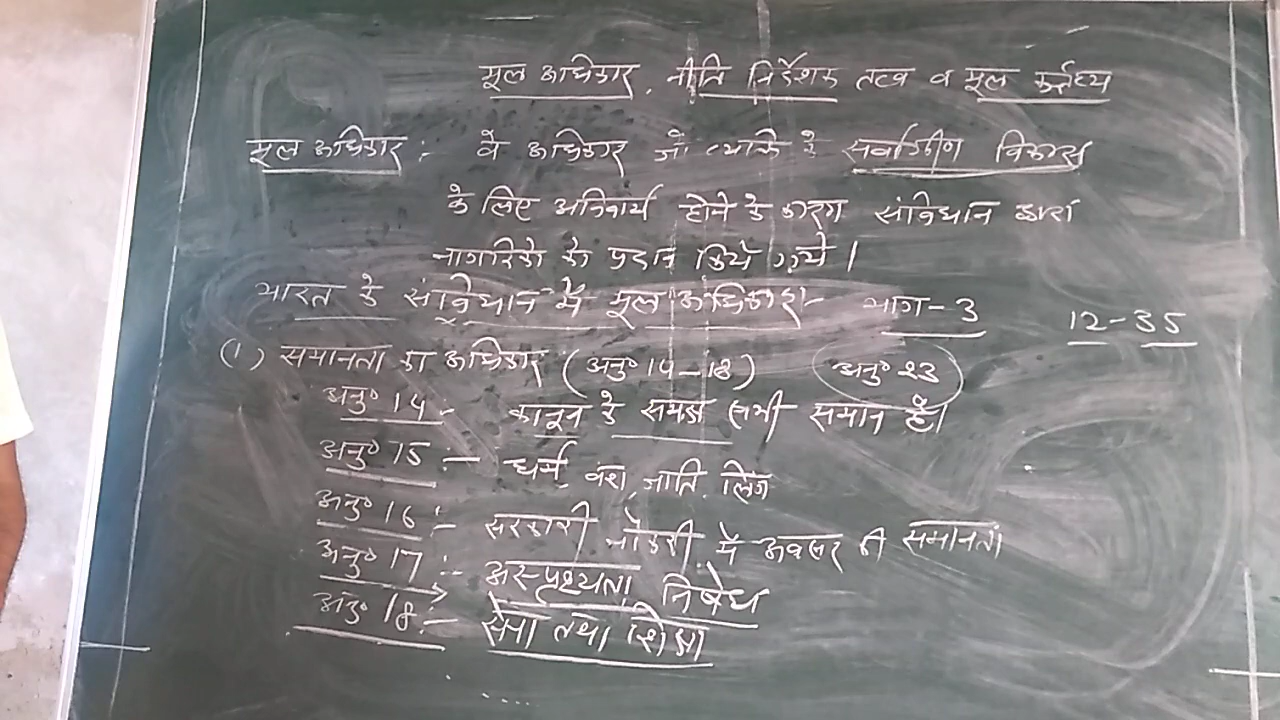 मूल अधिकार, नीति निर्देशक तत्व व मूल कर्तव्य
मूल अधिकार :- वे अधिकार जो व्यक्ति के सर्वांगीण विकास
के लिए अनिवार्य होने के कारण संविधान द्वारा
नागरिको को प्रदान किये गये।
भारत के संविधान में मूल अधिकार- भाग-3 12-35
(1) समानता का अधिकार (अनु० 14-18) अनु० 23
अनु० 14 - कानून के समक्ष सभी समान है।
अनु० 15 :- धर्म, वंश, जाति, लिंग
अनु० 16 :- सरकारी नौकरी में अवसर की समानता
अनु० 17 :- अस्पृश्यता निषेध
अनु० 18 :- सेना तथा शिक्षा